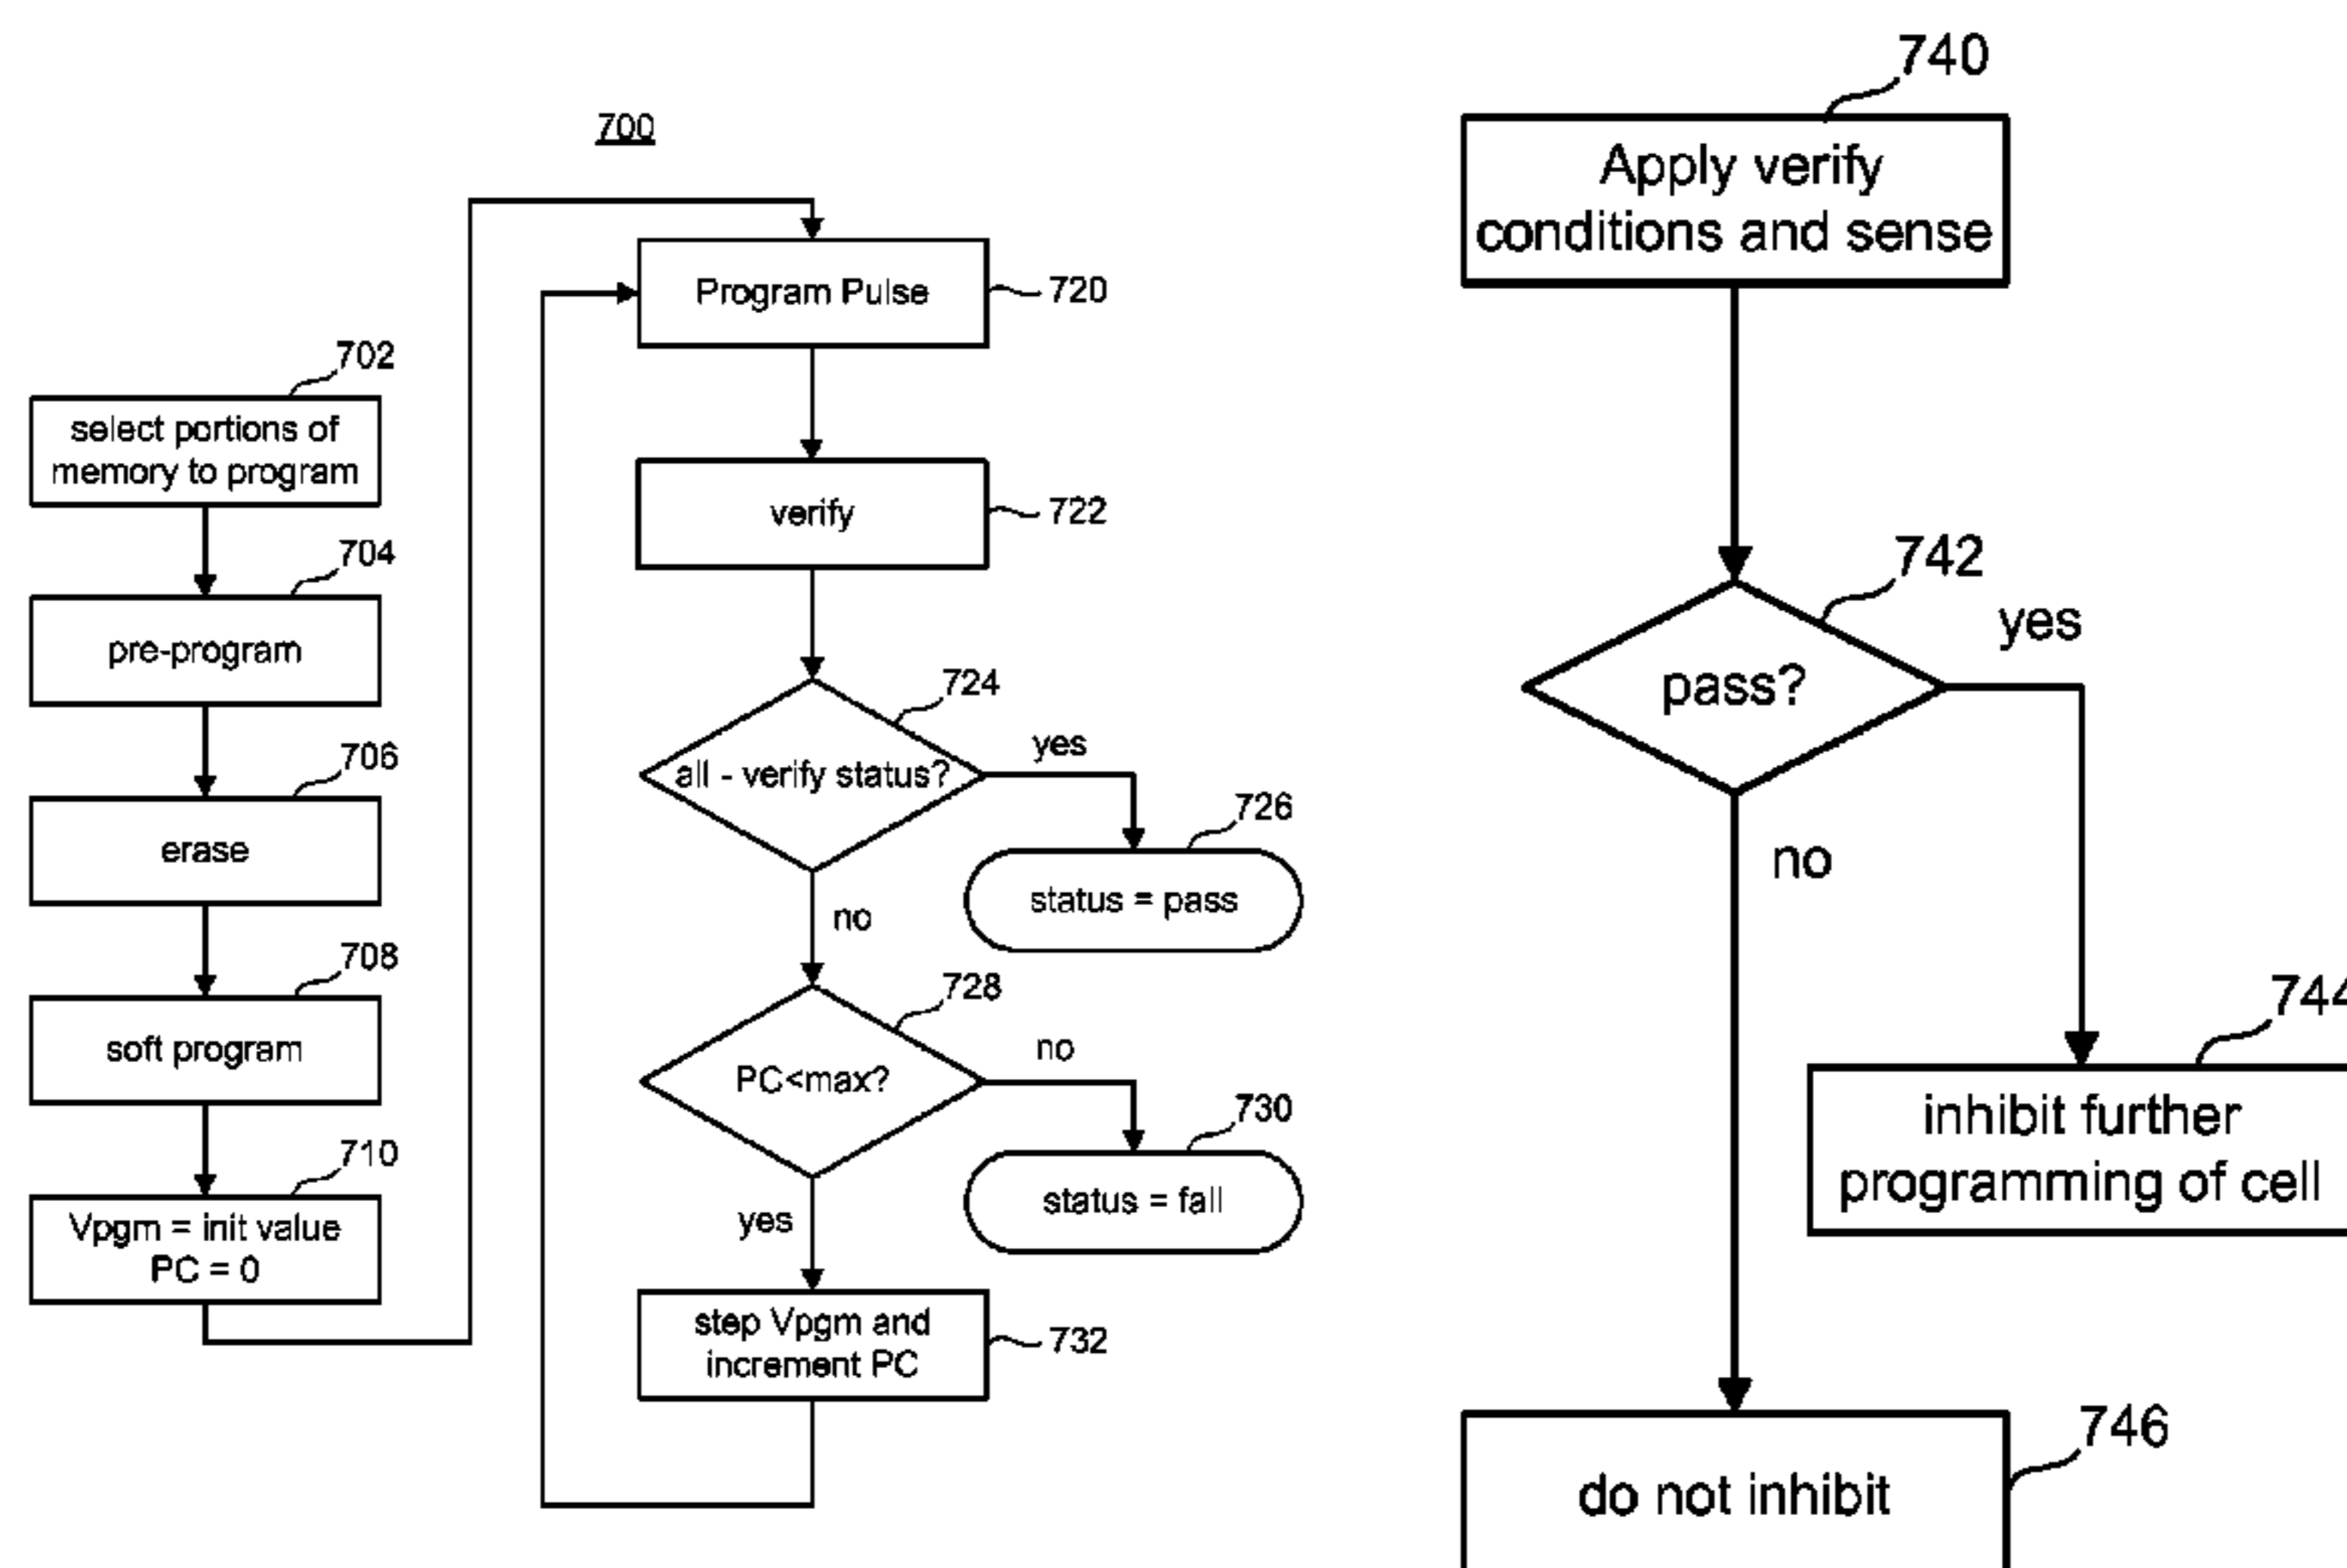 700
702
select portions of
memory to program
704
pre-program
706
erase
708
soft program
710
Vpgm = init value
PC = 0
Program Pulse
720
verify
722
724
all - verify status?
yes
726
status = pass
no
728
PC<max?
no
730
status = fail
yes
step Vpgm and
increment PC
732
740
Apply verify
conditions and sense
742
pass?
yes
no
744
inhibit further
programming of cell
746
do not inhibit